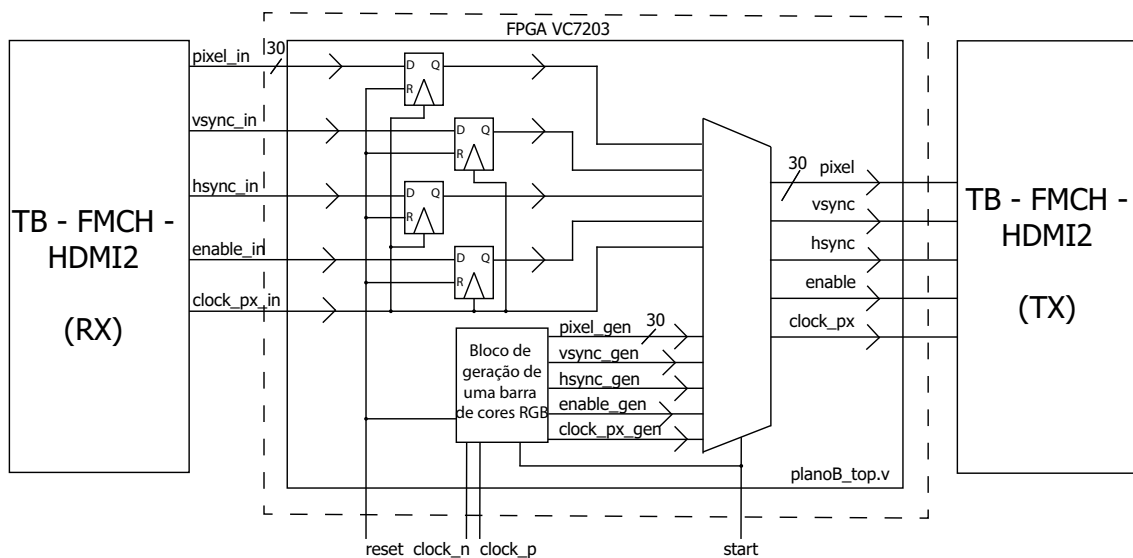 FPGA VC7203
TB - FMCH -
HDMI2
(RX)
pixel_in
30
vsync_in
hsync_in
enable_in
clock_px_in
D Q
R
D Q
R
D Q
R
D Q
R
Bloco de
geração de
uma barra
de cores RGB
pixel_gen
30
vsync_gen
hsync_gen
enable_gen
clock_px_gen
30
pixel
vsync
hsync
enable
clock_px
TB - FMCH -
HDMI2
(TX)
planoB_top.v
reset clock_n clock_p start